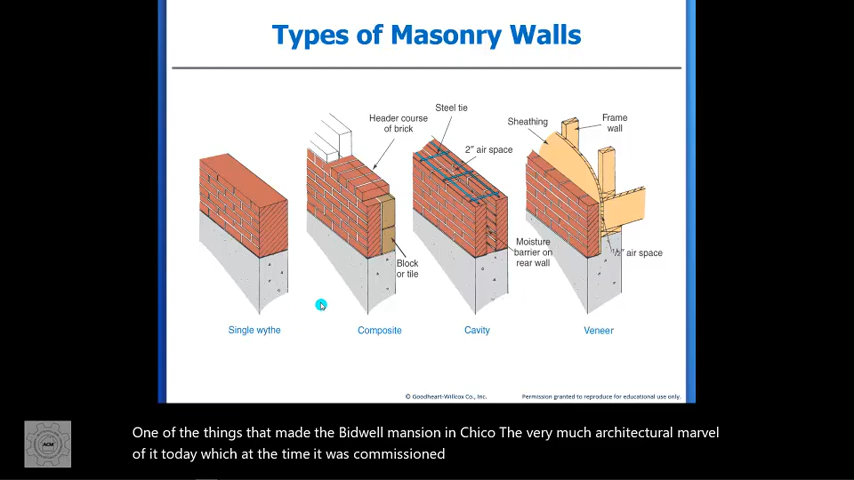 Types of Masonry Walls
Steel tie
Header course
of brick
2" air space
Sheathing
Frame
wall
Block
or tile
Moisture
barrier on
rear wall
½" air space
Single wythe
Composite
Cavity
Veneer
© Goodheart-Willcox Co., Inc.
Permission granted to reproduce for educational use only.
ACM
One of the things that made the Bidwell mansion in Chico The very much architectural marvel
of it today which at the time it was commissioned